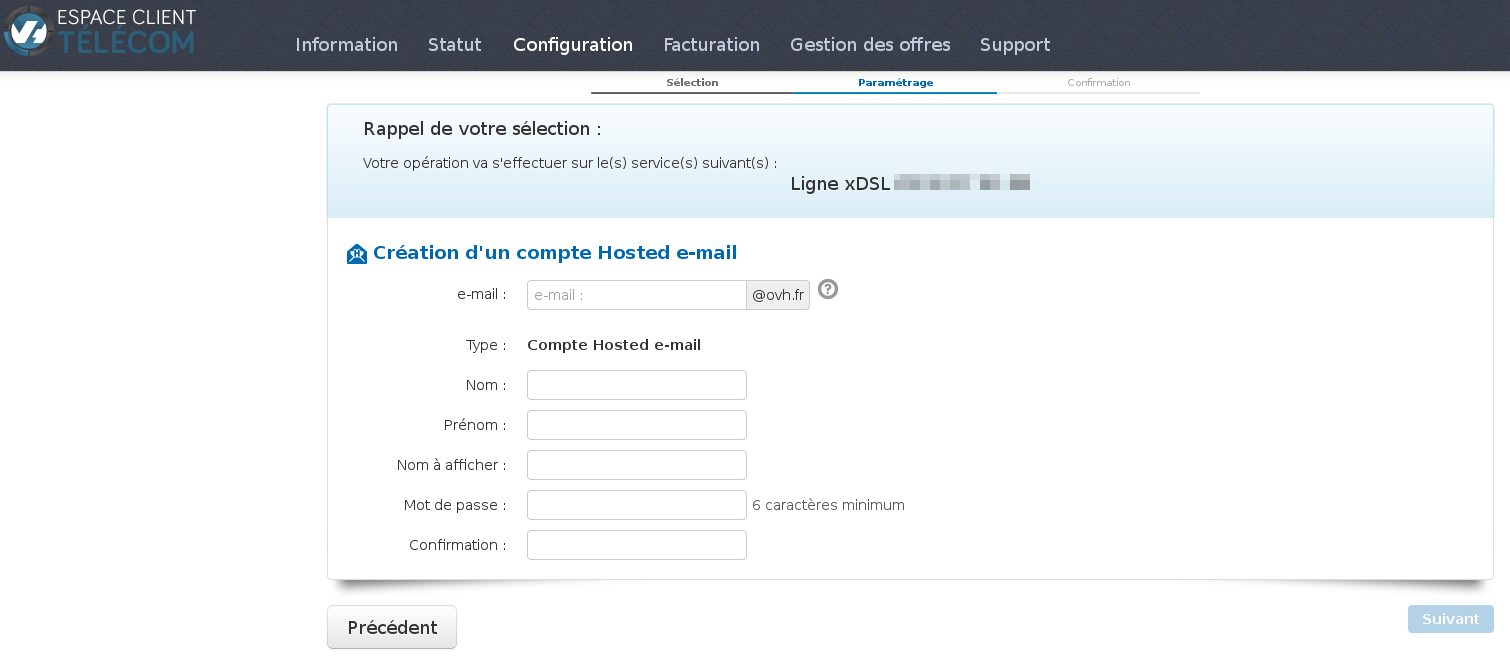 ESPACE CLIENT
TÉLÉCOM
Information Statut Configuration Facturation Gestion des offres Support
Sélection Paramétrage Confirmation
Rappel de votre sélection :
Votre opération va s'effectuer sur le(s) service(s) suivant(s) :
Ligne xDSL
Création d'un compte Hosted e-mail
e-mail : e-mail : @ovh.fr ?
Type : Compte Hosted e-mail
Nom :
Prénom :
Nom à afficher :
Mot de passe : 6 caractères minimum
Confirmation :
Précédent Suivant